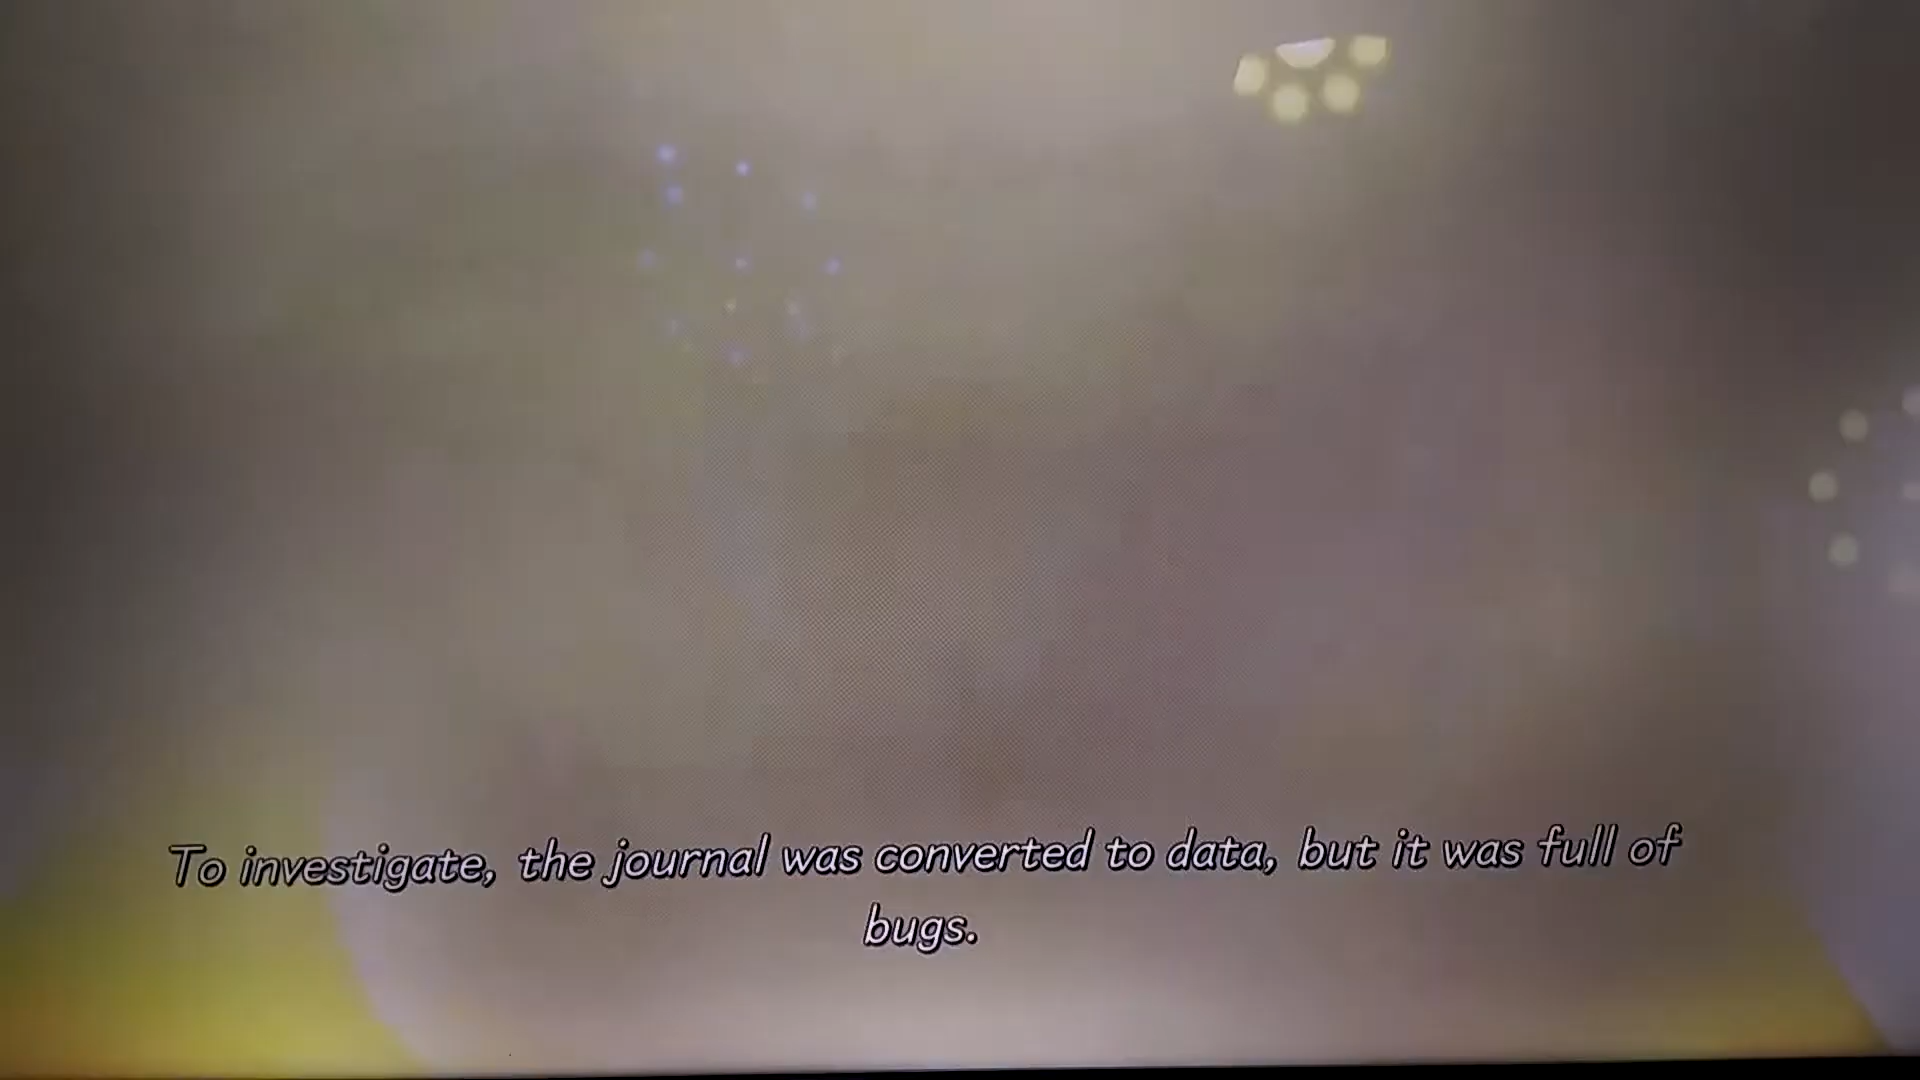 To investigate, the journal was converted to data, but it was full of
bugs.